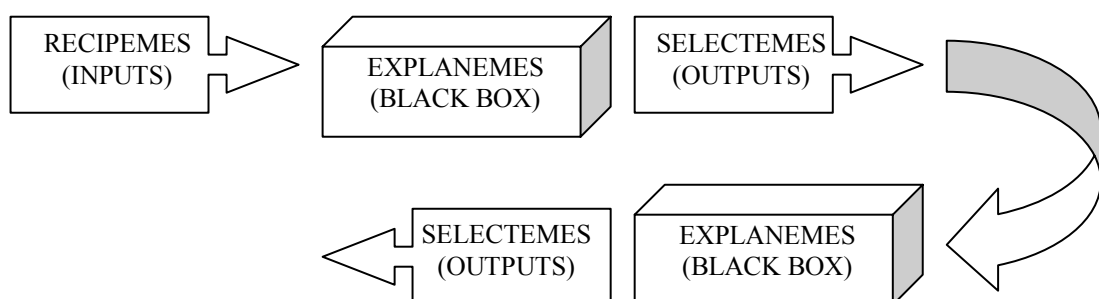 RECIPEMES
(INPUTS)
EXPLANEMES
(BLACK BOX)
SELECTEMES
(OUTPUTS)
EXPLANEMES
(BLACK BOX)
SELECTEMES
(OUTPUTS)